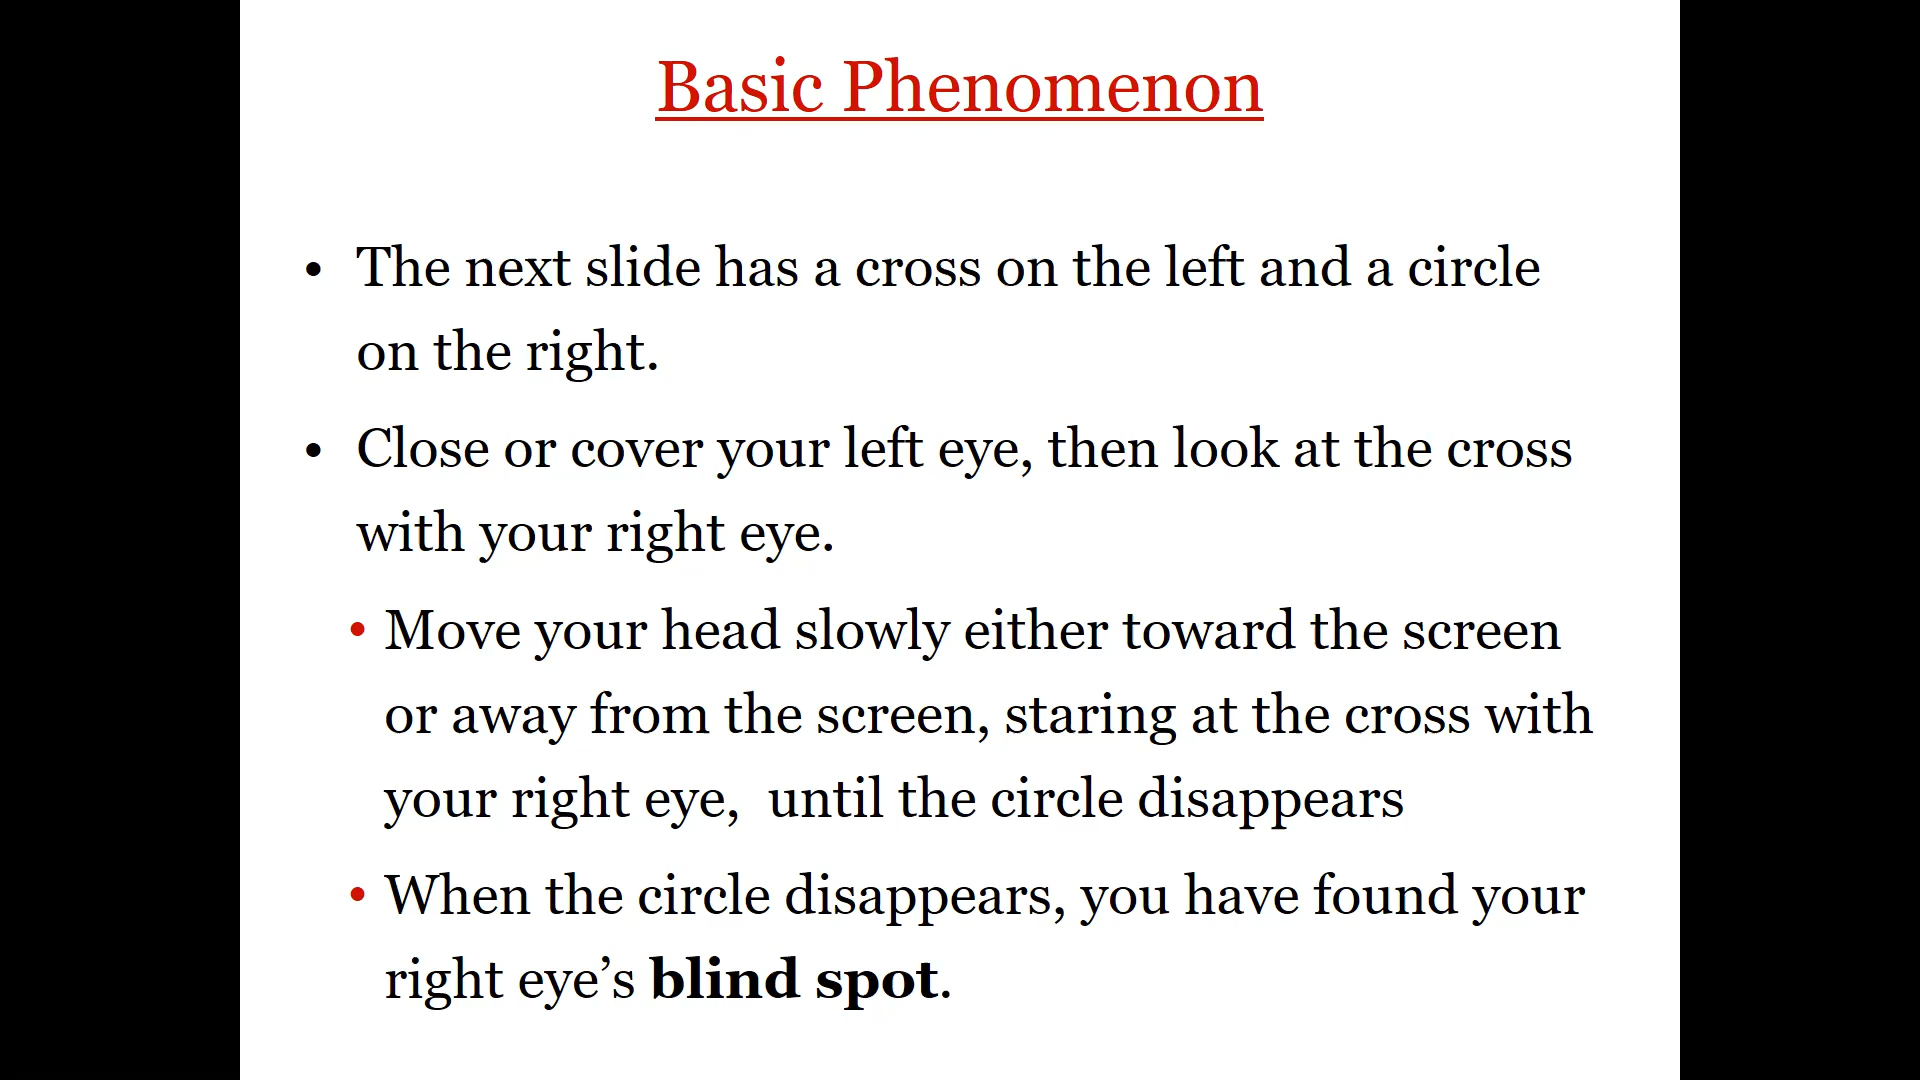 Basic Phenomenon
• The next slide has a cross on the left and a circle
on the right.
• Close or cover your left eye, then look at the cross
with your right eye.
• Move your head slowly either toward the screen
or away from the screen, staring at the cross with
your right eye,  until the circle disappears
• When the circle disappears, you have found your
right eye’s blind spot.